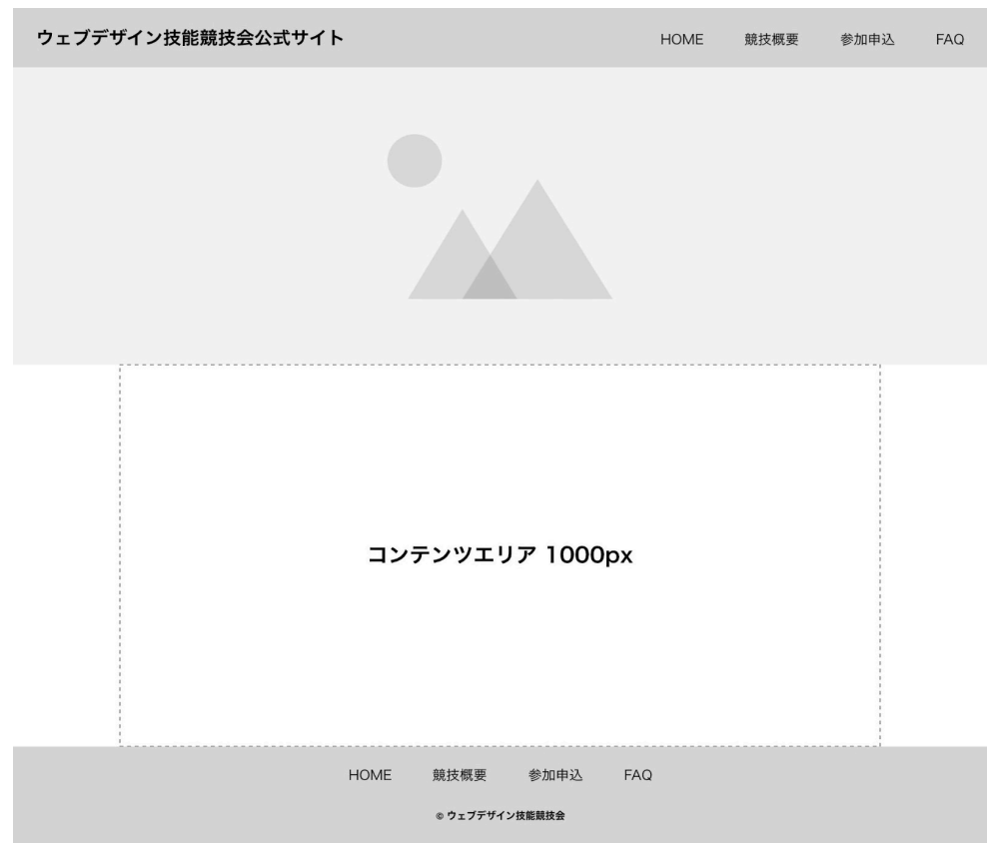 ウェブデザイン技能競技会公式サイト
HOME 競技概要 参加申込 FAQ
コンテンツエリア 1000px
HOME 競技概要 参加申込 FAQ
© ウェブデザイン技能競技会